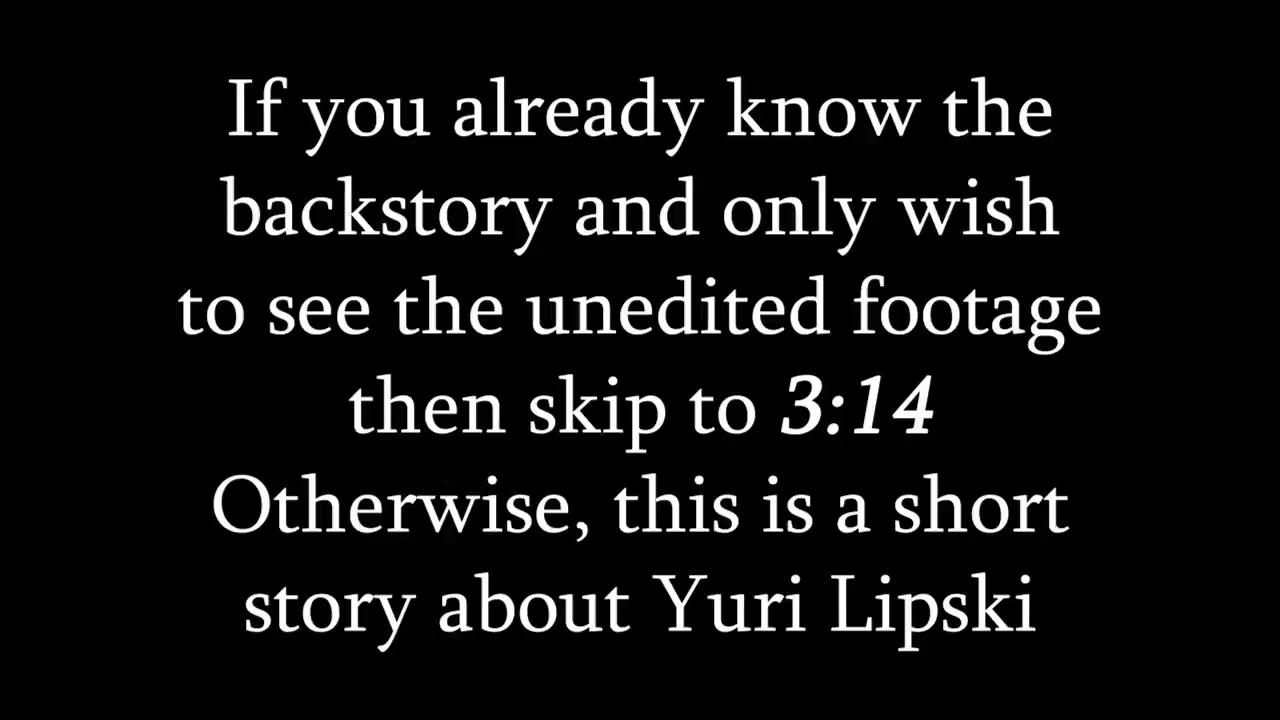 If you already know the
backstory and only wish
to see the unedited footage
then skip to 3:14
Otherwise, this is a short
story about Yuri Lipski